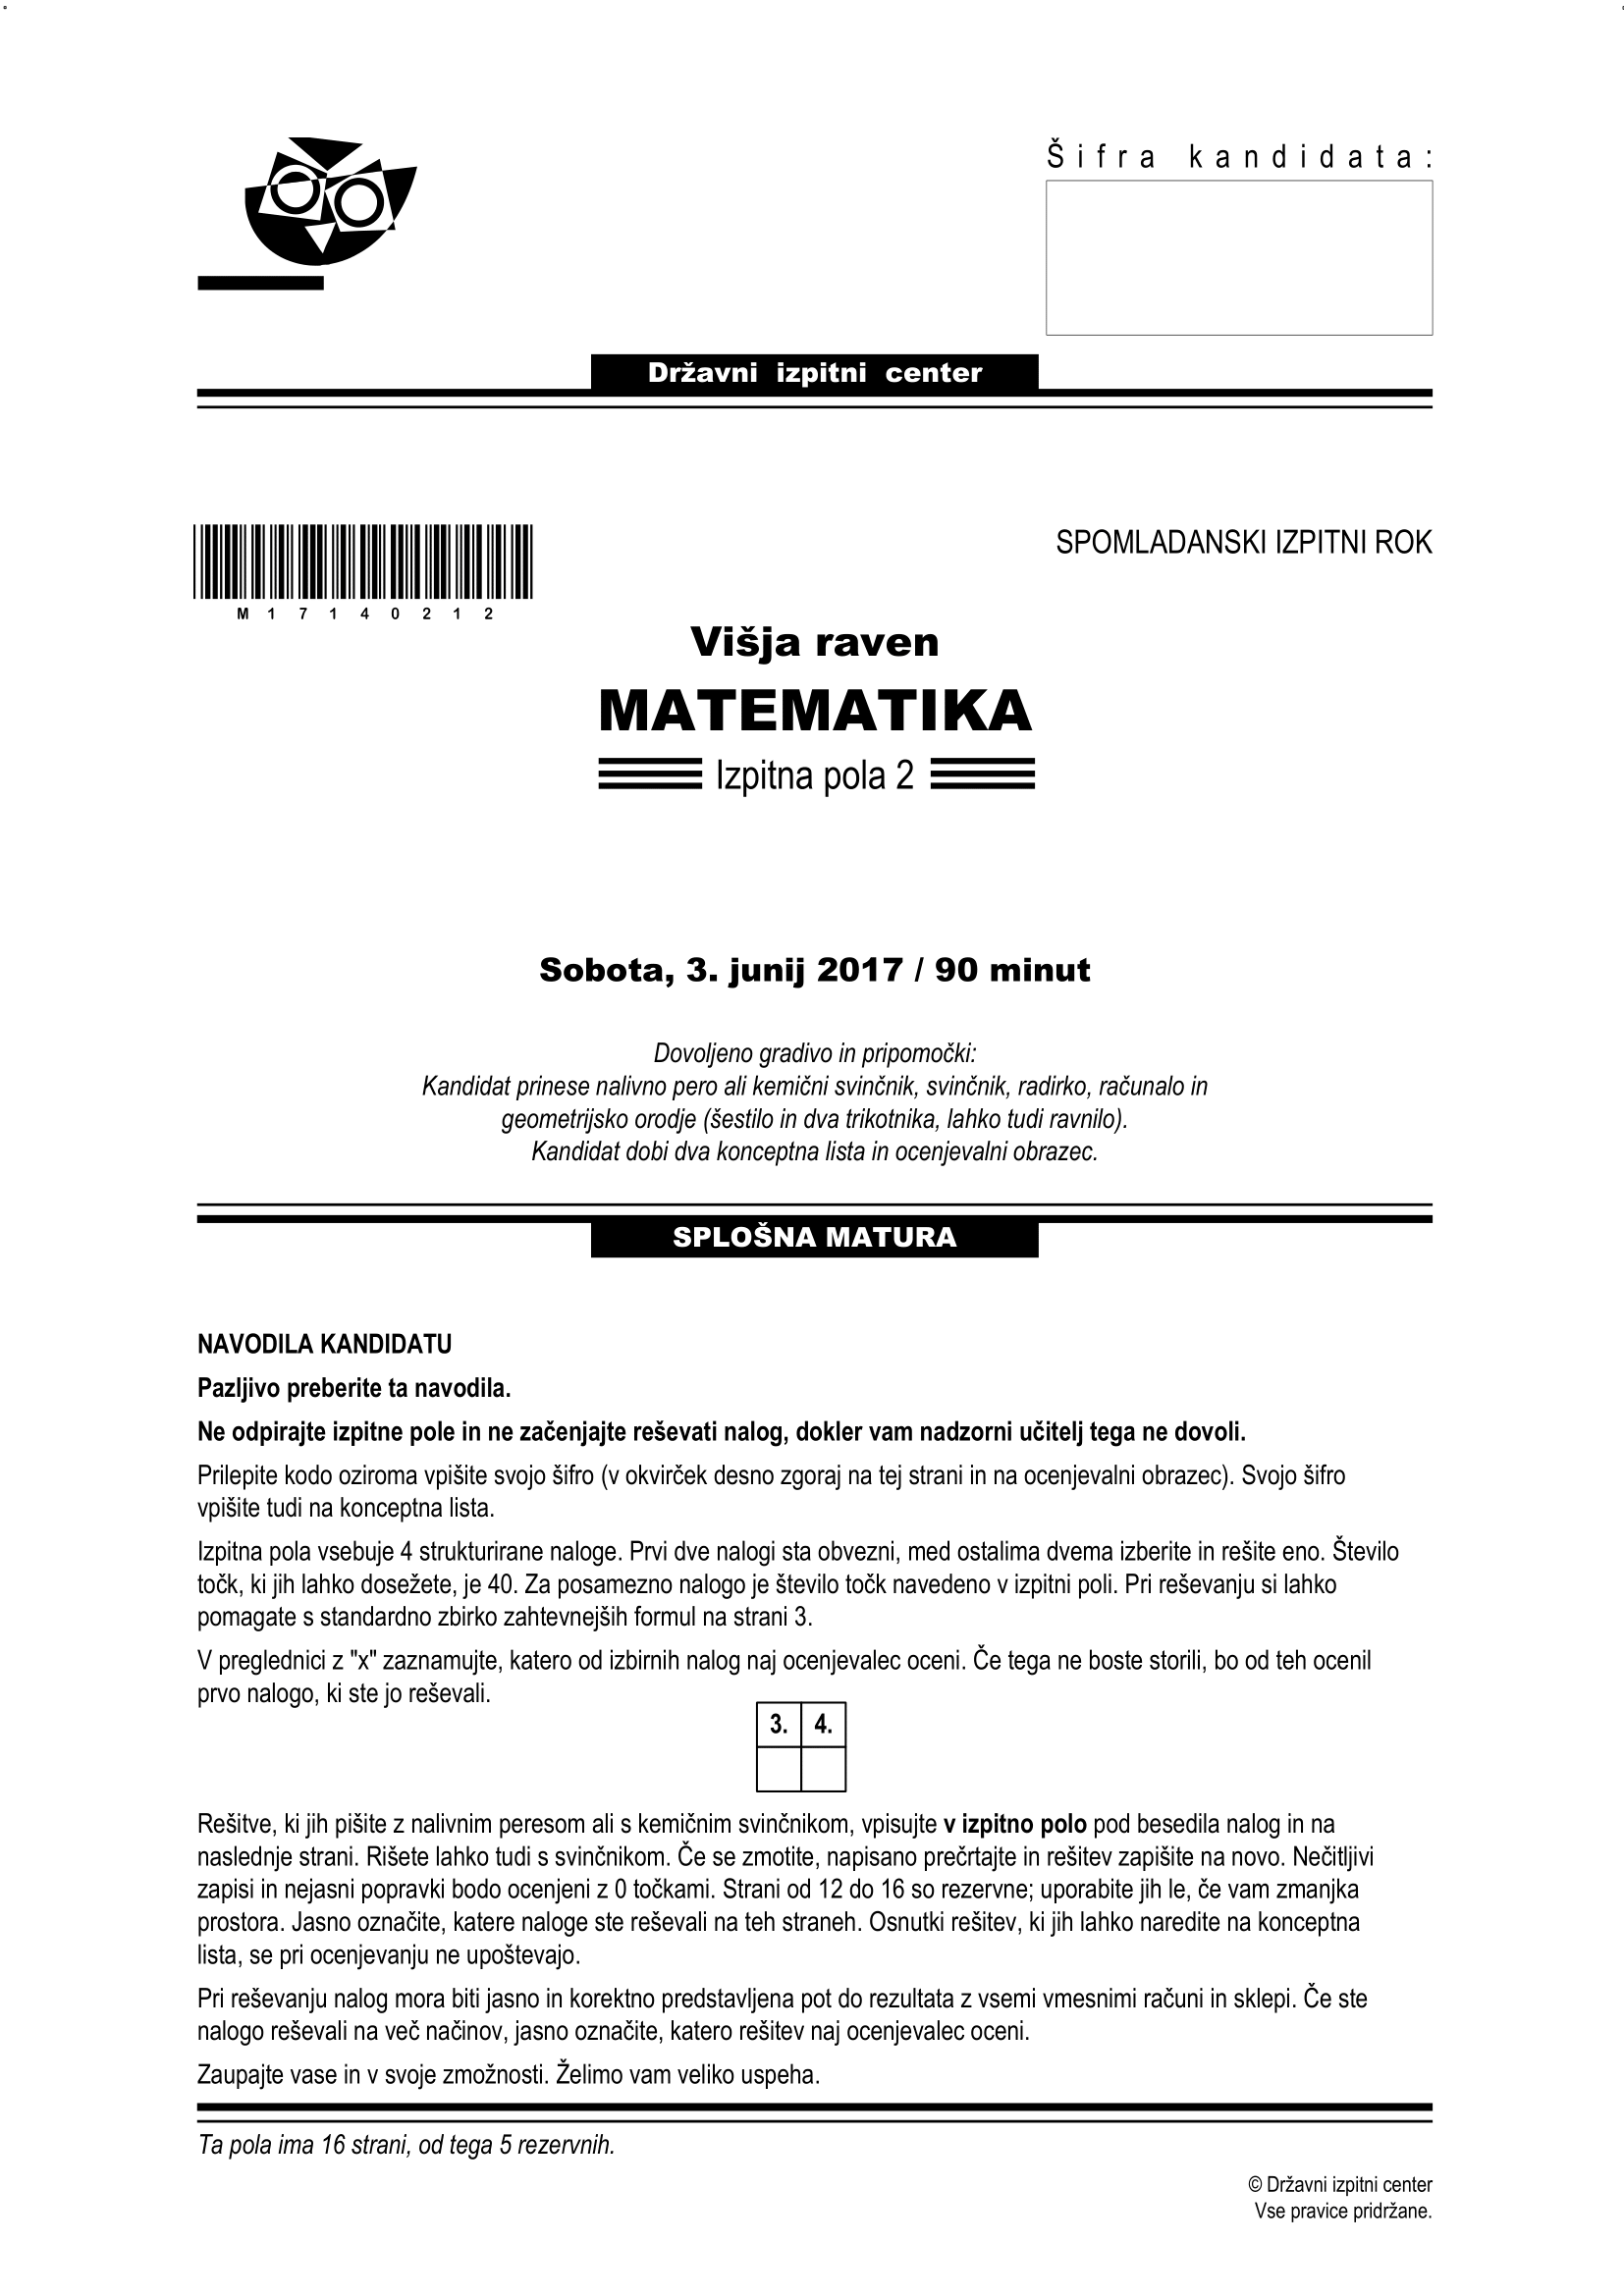 Šifra kandidata:
Državni izpitni center
SPOMLADANSKI IZPITNI ROK
M17140212
Višja raven
MATEMATIKA
Izpitna pola 2
Sobota, 3. junij 2017 / 90 minut
Dovoljeno gradivo in pripomočki:
Kandidat prinese nalivno pero ali kemični svinčnik, svinčnik, radirko, računalo in
geometrijsko orodje (šestilo in dva trikotnika, lahko tudi ravnilo).
Kandidat dobi dva konceptna lista in ocenjevalni obrazec.
SPLOŠNA MATURA
NAVODILA KANDIDATU
Pazljivo preberite ta navodila.
Ne odpirajte izpitne pole in ne začenjajte reševati nalog, dokler vam nadzorni učitelj tega ne dovoli.
Prilepite kodo oziroma vpišite svojo šifro (v okvirček desno zgoraj na tej strani in na ocenjevalni obrazec). Svojo šifro
vpišite tudi na konceptna lista.
Izpitna pola vsebuje 4 strukturirane naloge. Prvi dve nalogi sta obvezni, med ostalima dvema izberite in rešite eno. Število
točk, ki jih lahko dosežete, je 40. Za posamezno nalogo je število točk navedeno v izpitni poli. Pri reševanju si lahko
pomagate s standardno zbirko zahtevnejših formul na strani 3.
V preglednici z "x" zaznamujte, katero od izbirnih nalog naj ocenjevalec oceni. Če tega ne boste storili, bo od teh ocenil
prvo nalogo, ki ste jo reševali.
3. 4.
Rešitve, ki jih pišite z nalivnim peresom ali s kemičnim svinčnikom, vpisujte v izpitno polo pod besedila nalog in na
naslednje strani. Rišete lahko tudi s svinčnikom. Če se zmotite, napisano prečrtajte in rešitev zapišite na novo. Nečitljivi
zapisi in nejasni popravki bodo ocenjeni z 0 točkami. Strani od 12 do 16 so rezervne; uporabite jih le, če vam zmanjka
prostora. Jasno označite, katere naloge ste reševali na teh straneh. Osnutki rešitev, ki jih lahko naredite na konceptna
lista, se pri ocenjevanju ne upoštevajo.
Pri reševanju nalog mora biti jasno in korektno predstavljena pot do rezultata z vsemi vmesnimi računi in sklepi. Če ste
nalogo reševali na več načinov, jasno označite, katero rešitev naj ocenjevalec oceni.
Zaupajte vase in v svoje zmožnosti. Želimo vam veliko uspeha.
Ta pola ima 16 strani, od tega 5 rezervnih.
© Državni izpitni center
Vse pravice pridržane.